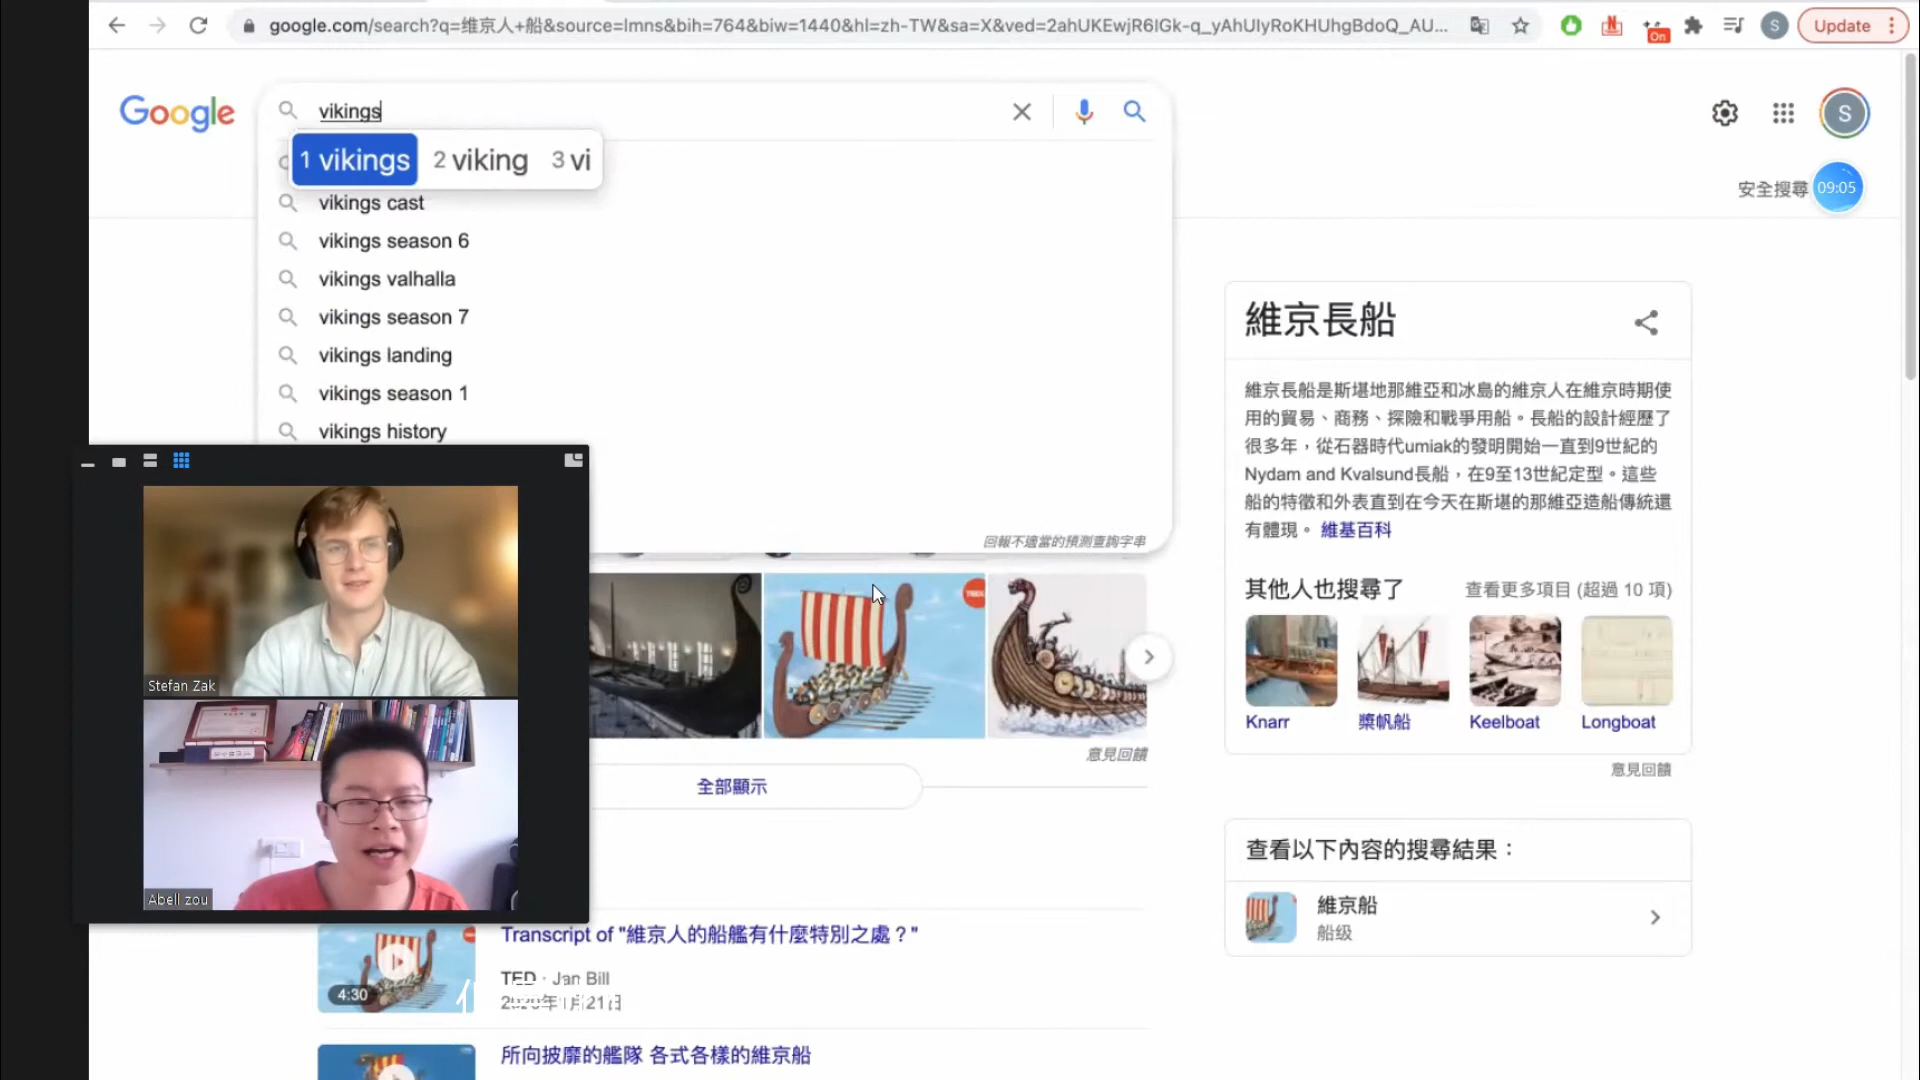 google.com/search?q=維京人+船&source=lmns&bih=764&biw=1440&hl=zh-TW&sa=X&ved=2ahUKEwjR6lGk-q_yAhUIyRoKHUhgBdoQ_AU...
On
S
Update
Google
vikings
S
1 vikings 2 viking 3 vi
安全搜尋
09:05
vikings cast
vikings season 6
vikings valhalla
vikings season 7
vikings landing
vikings season 1
vikings history
回報不適當的預測查詢字串
維京長船
維京長船是斯堪地那維亞和冰島的維京人在維京時期使
用的貿易、商務、探險和戰爭用船。長船的設計經歷了
很多年，從石器時代umiak的發明開始一直到9世紀的
Nydam and Kvalsund長船，在9至13世紀定型。這些
船的特徵和外表直到在今天在斯堪的那維亞造船傳統還
有體現。 維基百科
其他人也搜尋了
查看更多項目 (超過 10 項)
Knarr
槳帆船
Keelboat
Longboat
意見回饋
查看以下內容的搜尋結果：
維京船
船级
Stefan Zak
Abell zou
意見回饋
全部顯示
Transcript of "維京人的船艦有什麼特別之處？"
TED · Jan Bill
4:30
所向披靡的艦隊 各式各樣的維京船